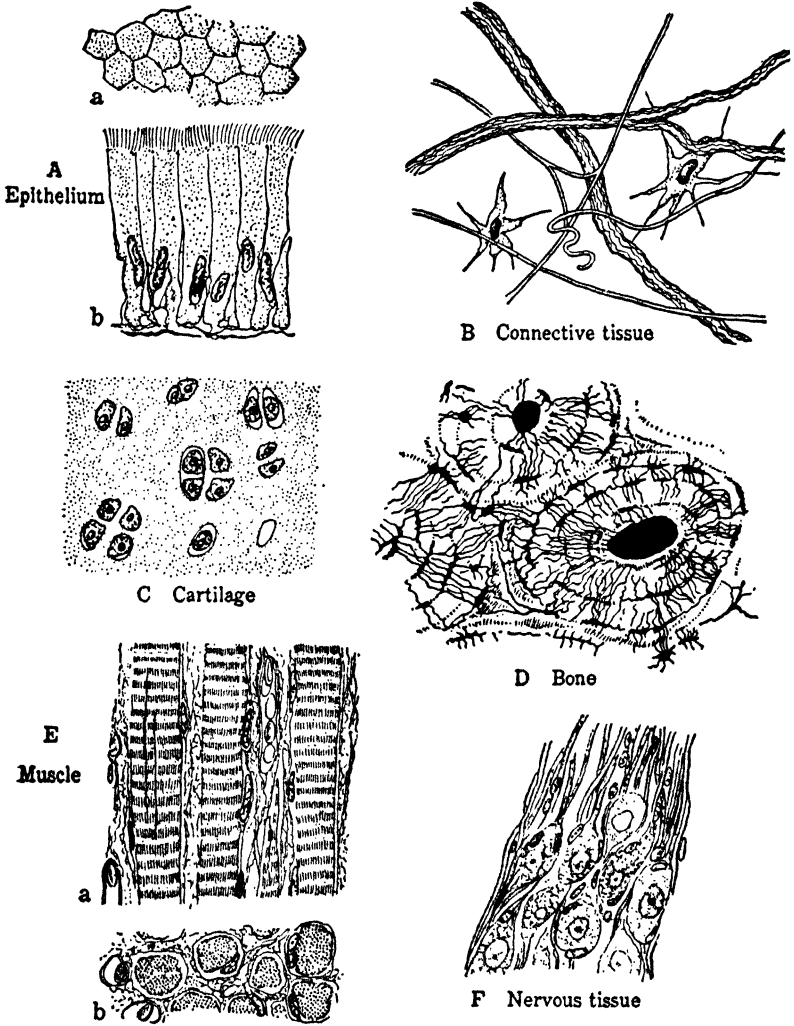 a
A
Epithelium
b
B Connective tissue
C Cartilage
D Bone
E
Muscle
a
b
F Nervous tissue